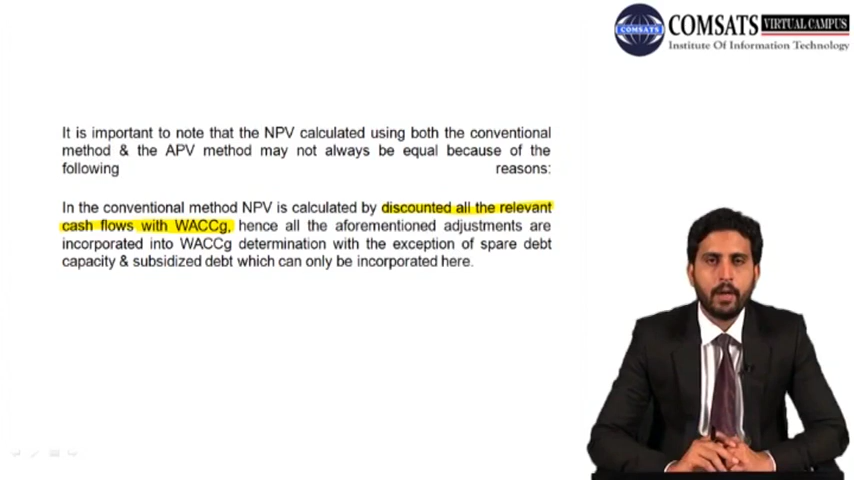 COMSATS VIRTUAL CAMPUS
COMSATS
Institute Of Information Technology
It is important to note that the NPV calculated using both the conventional
method & the APV method may not always be equal because of the
following reasons:
In the conventional method NPV is calculated by discounted all the relevant
cash flows with WACCg, hence all the aforementioned adjustments are
incorporated into WACCg determination with the exception of spare debt
capacity & subsidized debt which can only be incorporated here.